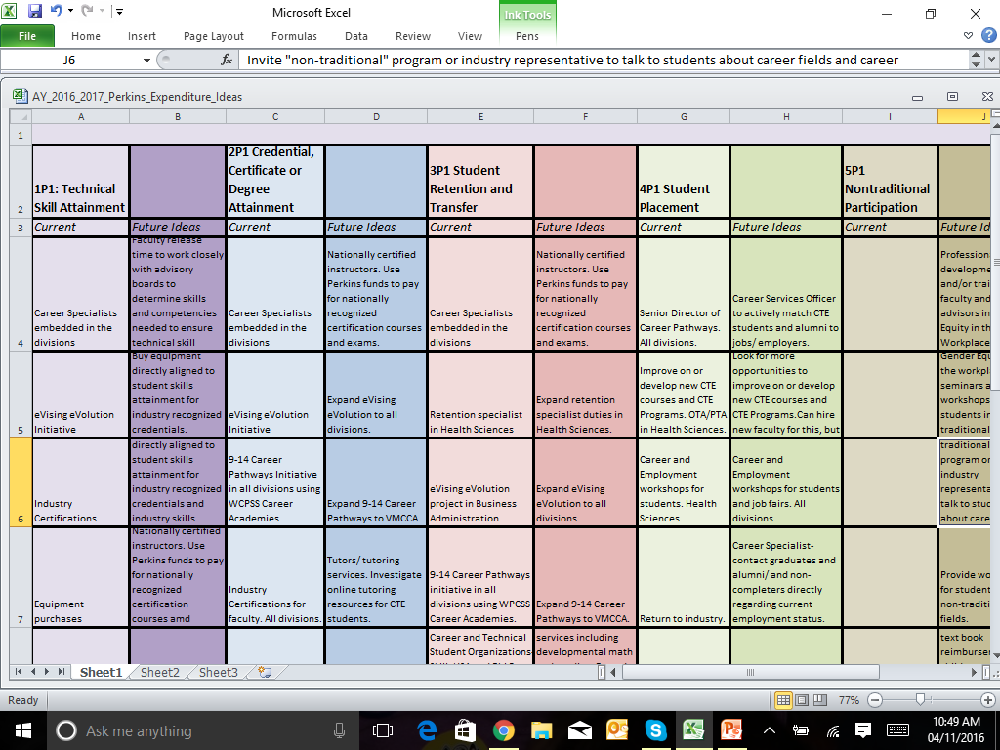 Microsoft Excel
Ink Tools
File Home Insert Page Layout Formulas Data Review View Pens
J6 fx Invite "non-traditional" program or industry representative to talk to students about career fields and career
AY_2016_2017_Perkins_Expenditure_Ideas
A B C D E F G H I J
1
2
1P1: Technical
Skill Attainment
2P1 Credential,
Certificate or
Degree
Attainment
3P1 Student
Retention and
Transfer
4P1 Student
Placement
5P1
Nontraditional
Participation
3
Current Future Ideas Current Future Ideas Current Future Ideas Current Future Ideas Current Future Id
4
Career Specialists
embedded in the
divisions
Faculty release
time to work closely
with advisory
boards to
determine skills
and competencies
needed to ensure
technical skill
Career Specialists
embedded in the
divisions
Nationally certified
instructors. Use
Perkins funds to pay
for nationally
recognized
certification courses
and exams.
Career Specialists
embedded in the
divisions
Nationally certified
instructors. Use
Perkins funds to pay
for nationally
recognized
certification courses
and exams.
Senior Director of
Career Pathways.
All divisions.
Career Services Officer
to actively match CTE
students and alumni to
jobs/ employers.
Profession
developme
and/or trai
faculty and
advisors in
Equity in th
Workplace
5
eVising eVolution
Initiative
Buy equipment
directly aligned to
student skills
attainment for
industry recognized
credentials.
eVising eVolution
Initiative
Expand eVising
eVolution to all
divisions.
Retention specialist
in Health Sciences
Expand retention
specialist duties in
Health Sciences.
Improve on or
develop new CTE
courses and CTE
Programs. OTA/PTA
in Health Sciences.
Look for more
opportunities to
improve on or develop
new CTE courses and
CTE Programs.Can hire
new faculty for this, but
Gender Equ
the workpl
seminars a
workshops
students in
traditional
6
Industry
Certifications
directly aligned to
student skills
attainment for
industry recognized
credentials and
industry skills.
9-14 Career
Pathways Initiative
in all divisions using
WCPSS Career
Academies.
Expand 9-14 Career
Pathways to VMCCA.
eVising eVolution
project in Business
Administration
Expand eVising
eVolution to all
divisions.
Career and
Employment
workshops for
students. Health
Sciences.
Career and
Employment
workshops for students
and job fairs. All
divisions.
traditional
program or
industry
representa
talk to stud
about care
7
Equipment
purchases
Nationally certified
instructors. Use
Perkins funds to pay
for nationally
recognized
certification
courses amd
Industry
Certifications for
faculty. All divisions.
Tutors/ tutoring
services. Investigate
online tutoring
resources for CTE
students.
9-14 Career Pathways
initiative in all
divisions using WPCSS
Career Academies.
Expand 9-14 Career
Pathways to VMCCA.
Return to industry.
Career Specialist-
contact graduates and
alumni/ and non-
completers directly
regarding current
employment status.
Provide wo
for student
non-traditi
fields.
Career and Technical
Student Organizations-
services including
developmental math
text book
reimburse
Sheet1 Sheet2 Sheet3
Ready 77%
Ask me anything
10:49 AM
04/11/2016